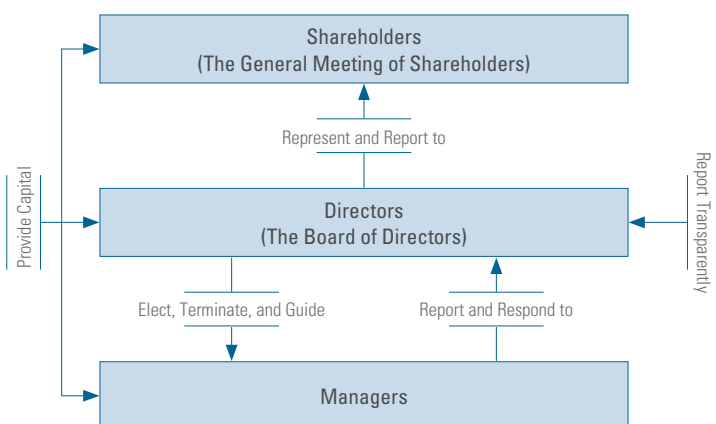 Shareholders
(The General Meeting of Shareholders)
Represent and Report to
Provide Capital
Directors
(The Board of Directors)
Report Transparently
Elect, Terminate, and Guide
Report and Respond to
Managers